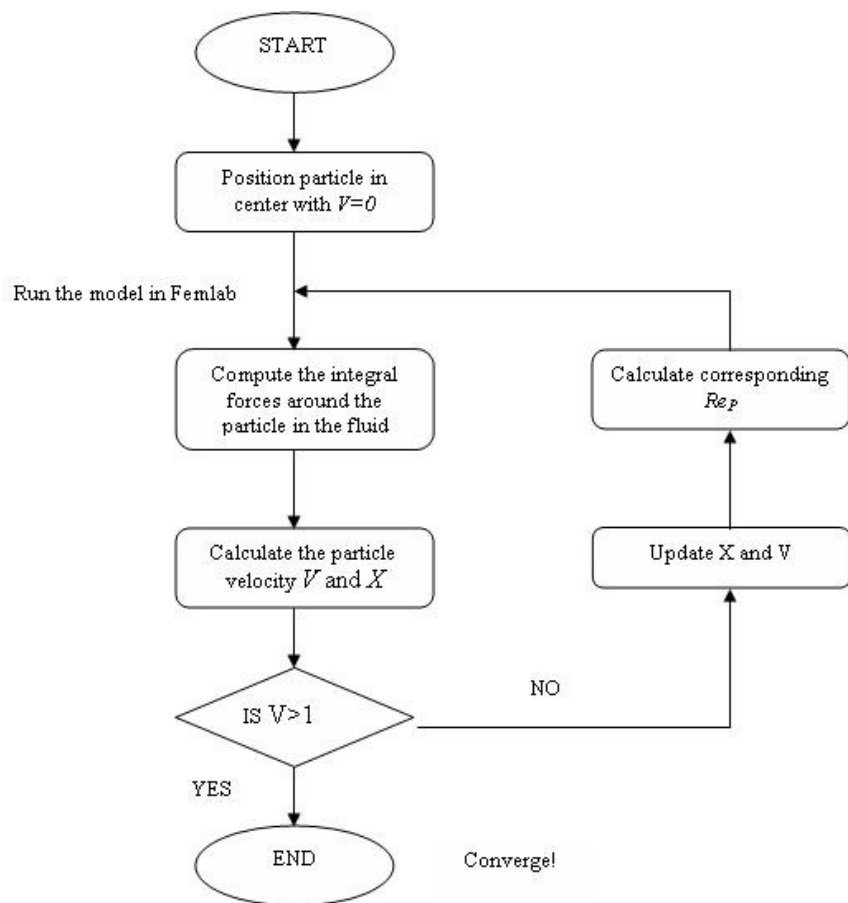 START
Position particle in
center with V=0
Run the model in Femlab
Compute the integral
forces around the
particle in the fluid
Calculate corresponding
Re_P
Calculate the particle
velocity V and X
Update X and V
IS V>1
NO
YES
END
Converge!